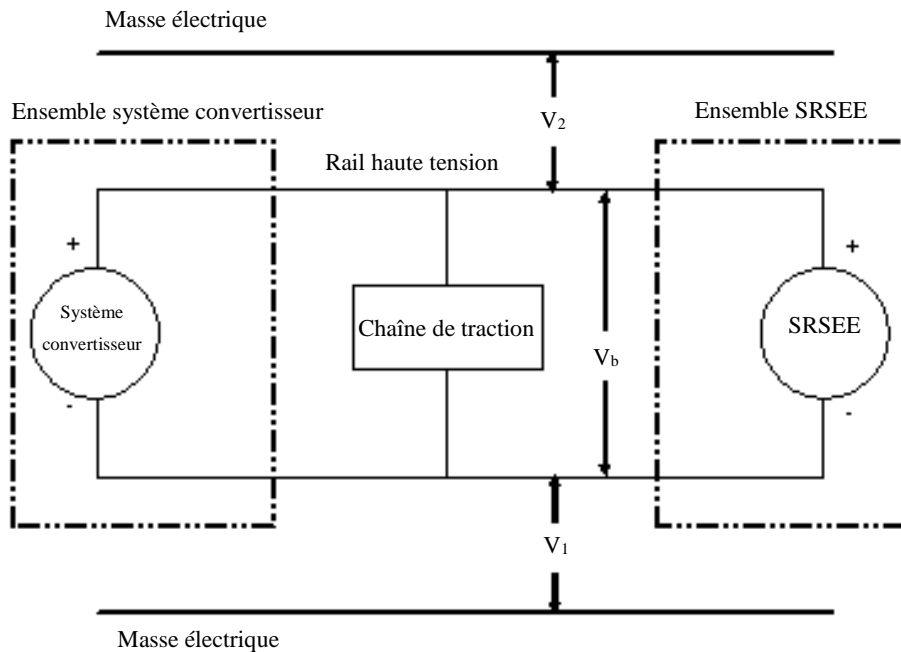 Masse électrique
Ensemble système convertisseur
Ensemble SRSEE
V₂
Rail haute tension
+
+
Système
convertisseur
Chaîne de traction
V_b
SRSEE
-
-
V₁
Masse électrique